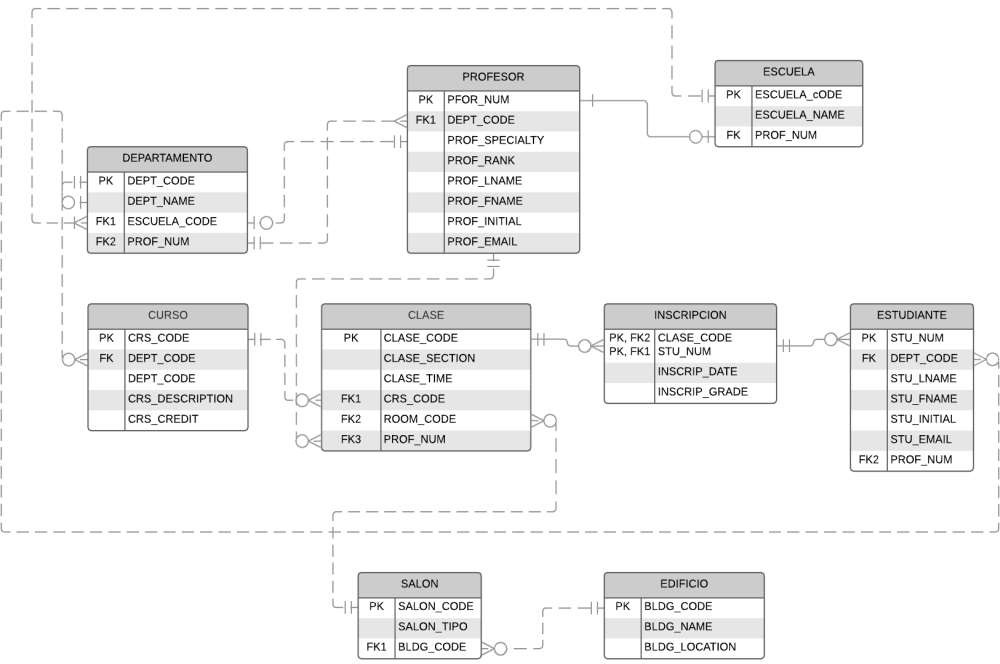 PROFESOR
PK PFOR_NUM
FK1 DEPT_CODE
PROF_SPECIALTY
PROF_RANK
PROF_LNAME
PROF_FNAME
PROF_INITIAL
PROF_EMAIL
ESCUELA
PK ESCUELA_cODE
ESCUELA_NAME
FK PROF_NUM
DEPARTAMENTO
PK DEPT_CODE
DEPT_NAME
FK1 ESCUELA_CODE
FK2 PROF_NUM
CURSO
PK CRS_CODE
FK DEPT_CODE
DEPT_CODE
CRS_DESCRIPTION
CRS_CREDIT
CLASE
PK CLASE_CODE
CLASE_SECTION
CLASE_TIME
FK1 CRS_CODE
FK2 ROOM_CODE
FK3 PROF_NUM
INSCRIPCION
PK, FK2 CLASE_CODE
PK, FK1 STU_NUM
INSCRIP_DATE
INSCRIP_GRADE
ESTUDIANTE
PK STU_NUM
FK DEPT_CODE
STU_LNAME
STU_FNAME
STU_INITIAL
STU_EMAIL
FK2 PROF_NUM
SALON
PK SALON_CODE
SALON_TIPO
FK1 BLDG_CODE
EDIFICIO
PK BLDG_CODE
BLDG_NAME
BLDG_LOCATION